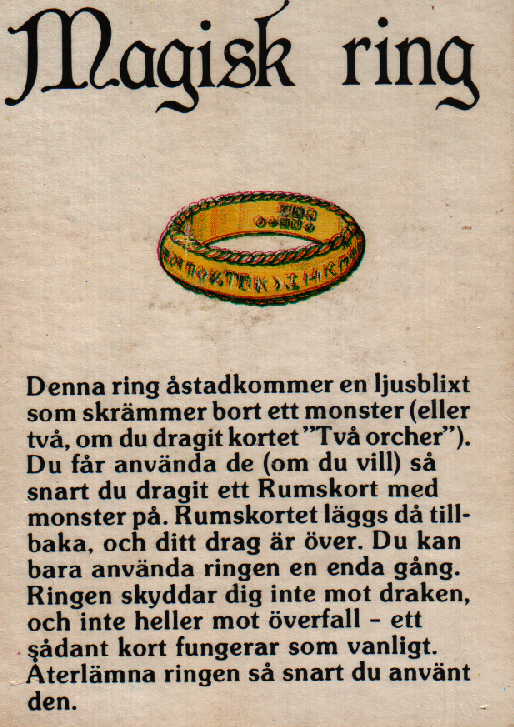 Magisk ring
Denna ring åstadkommer en ljusblixt
som skrämmer bort ett monster (eller
två, om du dragit kortet ”Två orcher”).
Du får använda de (om du vill) så
snart du dragit ett Rumskort med
monster på. Rumskortet läggs då till-
baka, och ditt drag är över. Du kan
bara använda ringen en enda gång.
Ringen skyddar dig inte mot draken,
och inte heller mot överfall – ett
sådant kort fungerar som vanligt.
Återlämna ringen så snart du använt
den.